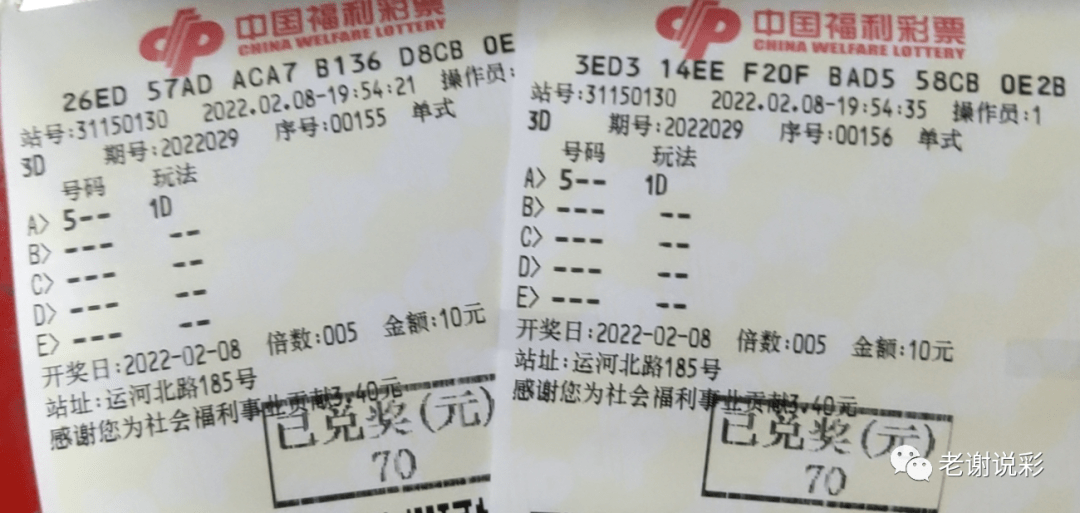 中国福利彩票
CHINA WELFARE LOTTERY
26ED 57AD ACA7 B136 D8CB 0E
站号:31150130 2022.02.08-19:54:21 操作员:
3D 期号:2022029 序号:00155 单式
号码 玩法
A> 5-- 1D
B> --- --
C> --- --
D> --- --
E> --- --
开奖日:2022-02-08 倍数:005 金额:10元
站址:运河北路185号
感谢您为社会福利事业贡献3.40元
已兑奖(元)
70
中国福利彩票
CHINA WELFARE LOTTERY
3ED3 14EE F20F BAD5 58CB 0E2B
站号:31150130 2022.02.08-19:54:35 操作员:1
3D 期号:2022029 序号:00156 单式
号码 玩法
A> 5-- 1D
B> --- --
C> --- --
D> --- --
E> --- --
开奖日:2022-02-08 倍数:005 金额:10元
站址:运河北路185号
感谢您为社会福利事业贡献3.40元
已兑奖(元)
70
老谢说彩